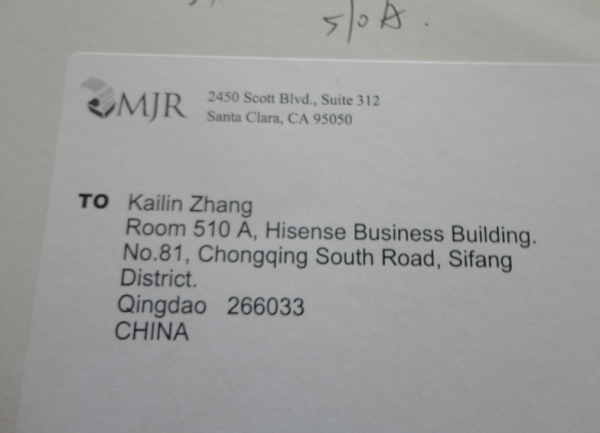 510A.
MJR
2450 Scott Blvd., Suite 312
Santa Clara, CA 95050
TO Kailin Zhang
Room 510 A, Hisense Business Building.
No.81, Chongqing South Road, Sifang
District.
Qingdao 266033
CHINA